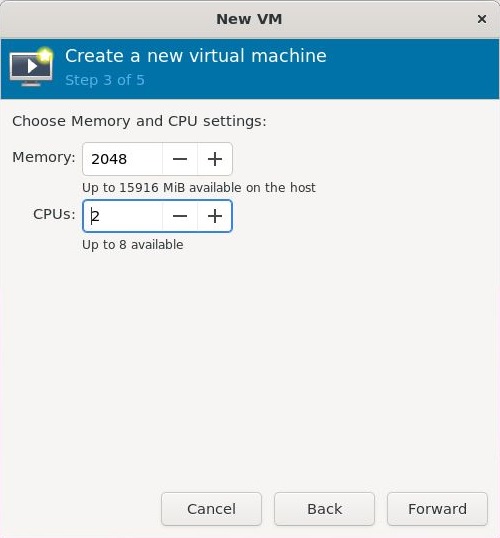 New VM ×
Create a new virtual machine
Step 3 of 5
Choose Memory and CPU settings:
Memory: 2048 − +
Up to 15916 MiB available on the host
CPUs: 2 − +
Up to 8 available
Cancel Back Forward